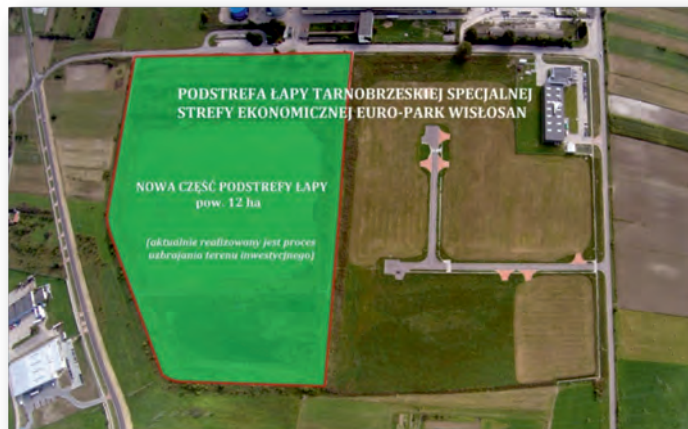 PODSTREFA ŁAPY TARNOBRZESKIEJ SPECJALNEJ
STREFY EKONOMICZNEJ EURO-PARK WISŁOSAN
NOWA CZĘŚĆ PODSTREFY ŁAPY
pow. 12 ha
(aktualnie realizowany jest proces
uzbrajania terenu inwestycyjnego)